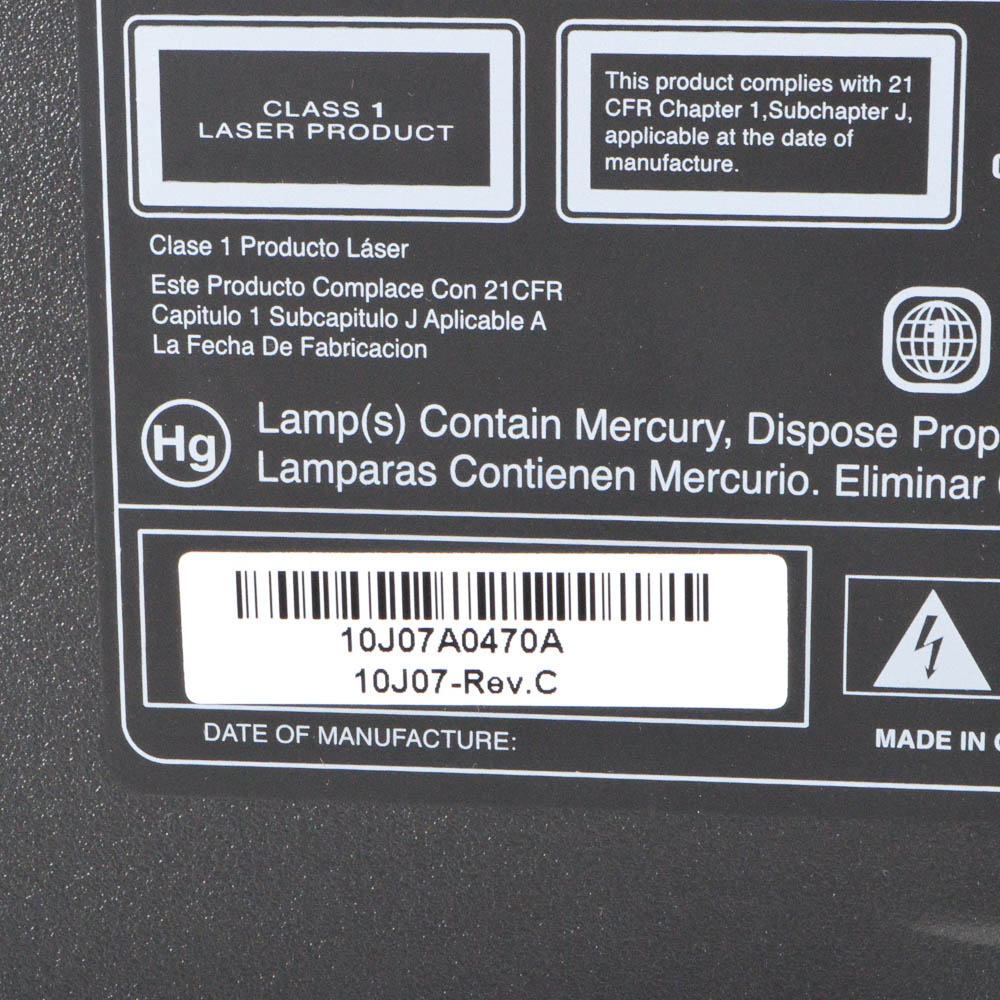 CLASS 1
LASER PRODUCT
This product complies with 21
CFR Chapter 1,Subchapter J,
applicable at the date of
manufacture.
Clase 1 Producto Láser
Este Producto Complace Con 21CFR
Capitulo 1 Subcapitulo J Aplicable A
La Fecha De Fabricacion
1
Hg
Lamp(s) Contain Mercury, Dispose Prop
Lamparas Contienen Mercurio. Eliminar
10J07A0470A
10J07-Rev.C
DATE OF MANUFACTURE:
MADE IN